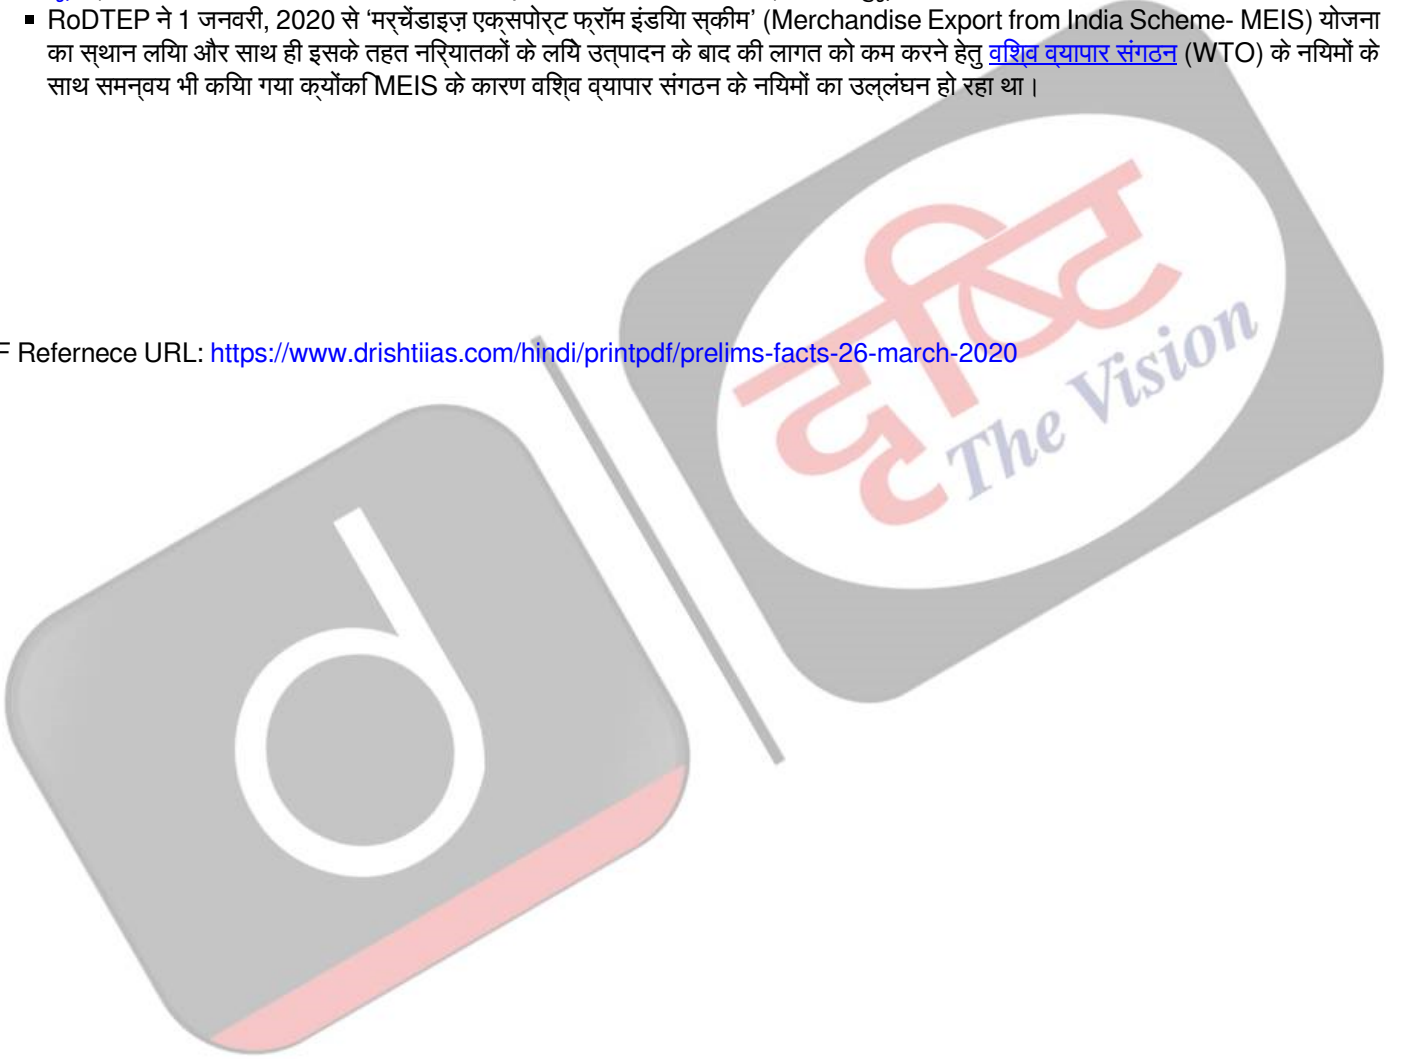 ▪ RoDTEP ने 1 जनवरी, 2020 से ‘मर्चेंडाइज़ एक्सपोर्ट फ्रॉम इंडिया स्कीम’ (Merchandise Export from India Scheme- MEIS) योजना
का स्थान लिया और साथ ही इसके तहत निर्यातकों के लिये उत्पादन के बाद की लागत को कम करने हेतु विश्व व्यापार संगठन (WTO) के नियमों के
साथ समन्वय भी किया गया क्योंकि MEIS के कारण विश्व व्यापार संगठन के नियमों का उल्लंघन हो रहा था।
F Refernece URL: https://www.drishtiias.com/hindi/printpdf/prelims-facts-26-march-2020
दृष्टि
The Vision
d